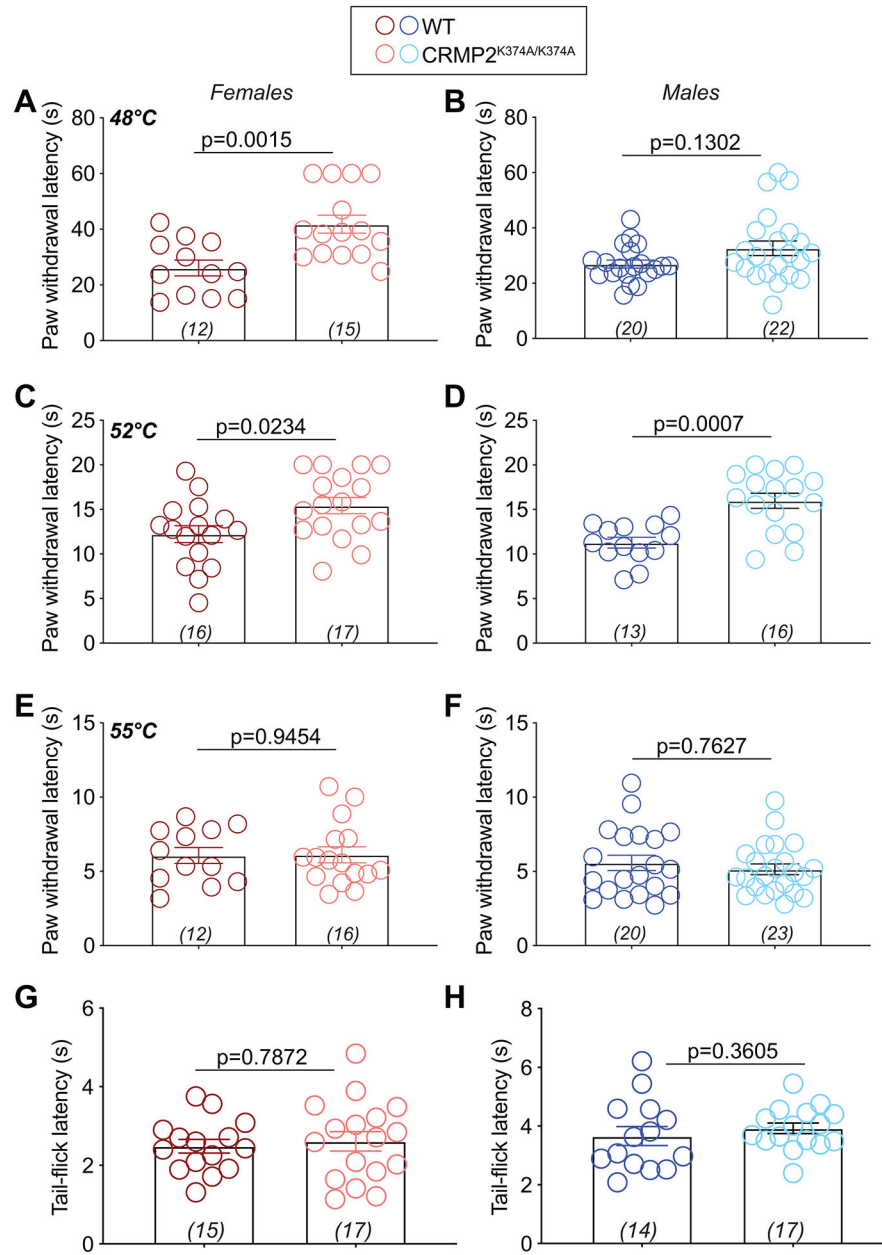 WT
CRMP2K374A/K374A
Females
Males
A
48°C
Paw withdrawal latency (s)
80
60
40
20
0
p=0.0015
(12)
(15)
B
Paw withdrawal latency (s)
80
60
40
20
0
p=0.1302
(20)
(22)
C
52°C
Paw withdrawal latency (s)
25
20
15
10
5
0
p=0.0234
(16)
(17)
D
Paw withdrawal latency (s)
25
20
15
10
5
0
p=0.0007
(13)
(16)
E
55°C
Paw withdrawal latency (s)
15
10
5
0
p=0.9454
(12)
(16)
F
Paw withdrawal latency (s)
15
10
5
0
p=0.7627
(20)
(23)
G
Tail-flick latency (s)
6
4
2
0
p=0.7872
(15)
(17)
H
Tail-flick latency (s)
8
6
4
2
0
p=0.3605
(14)
(17)